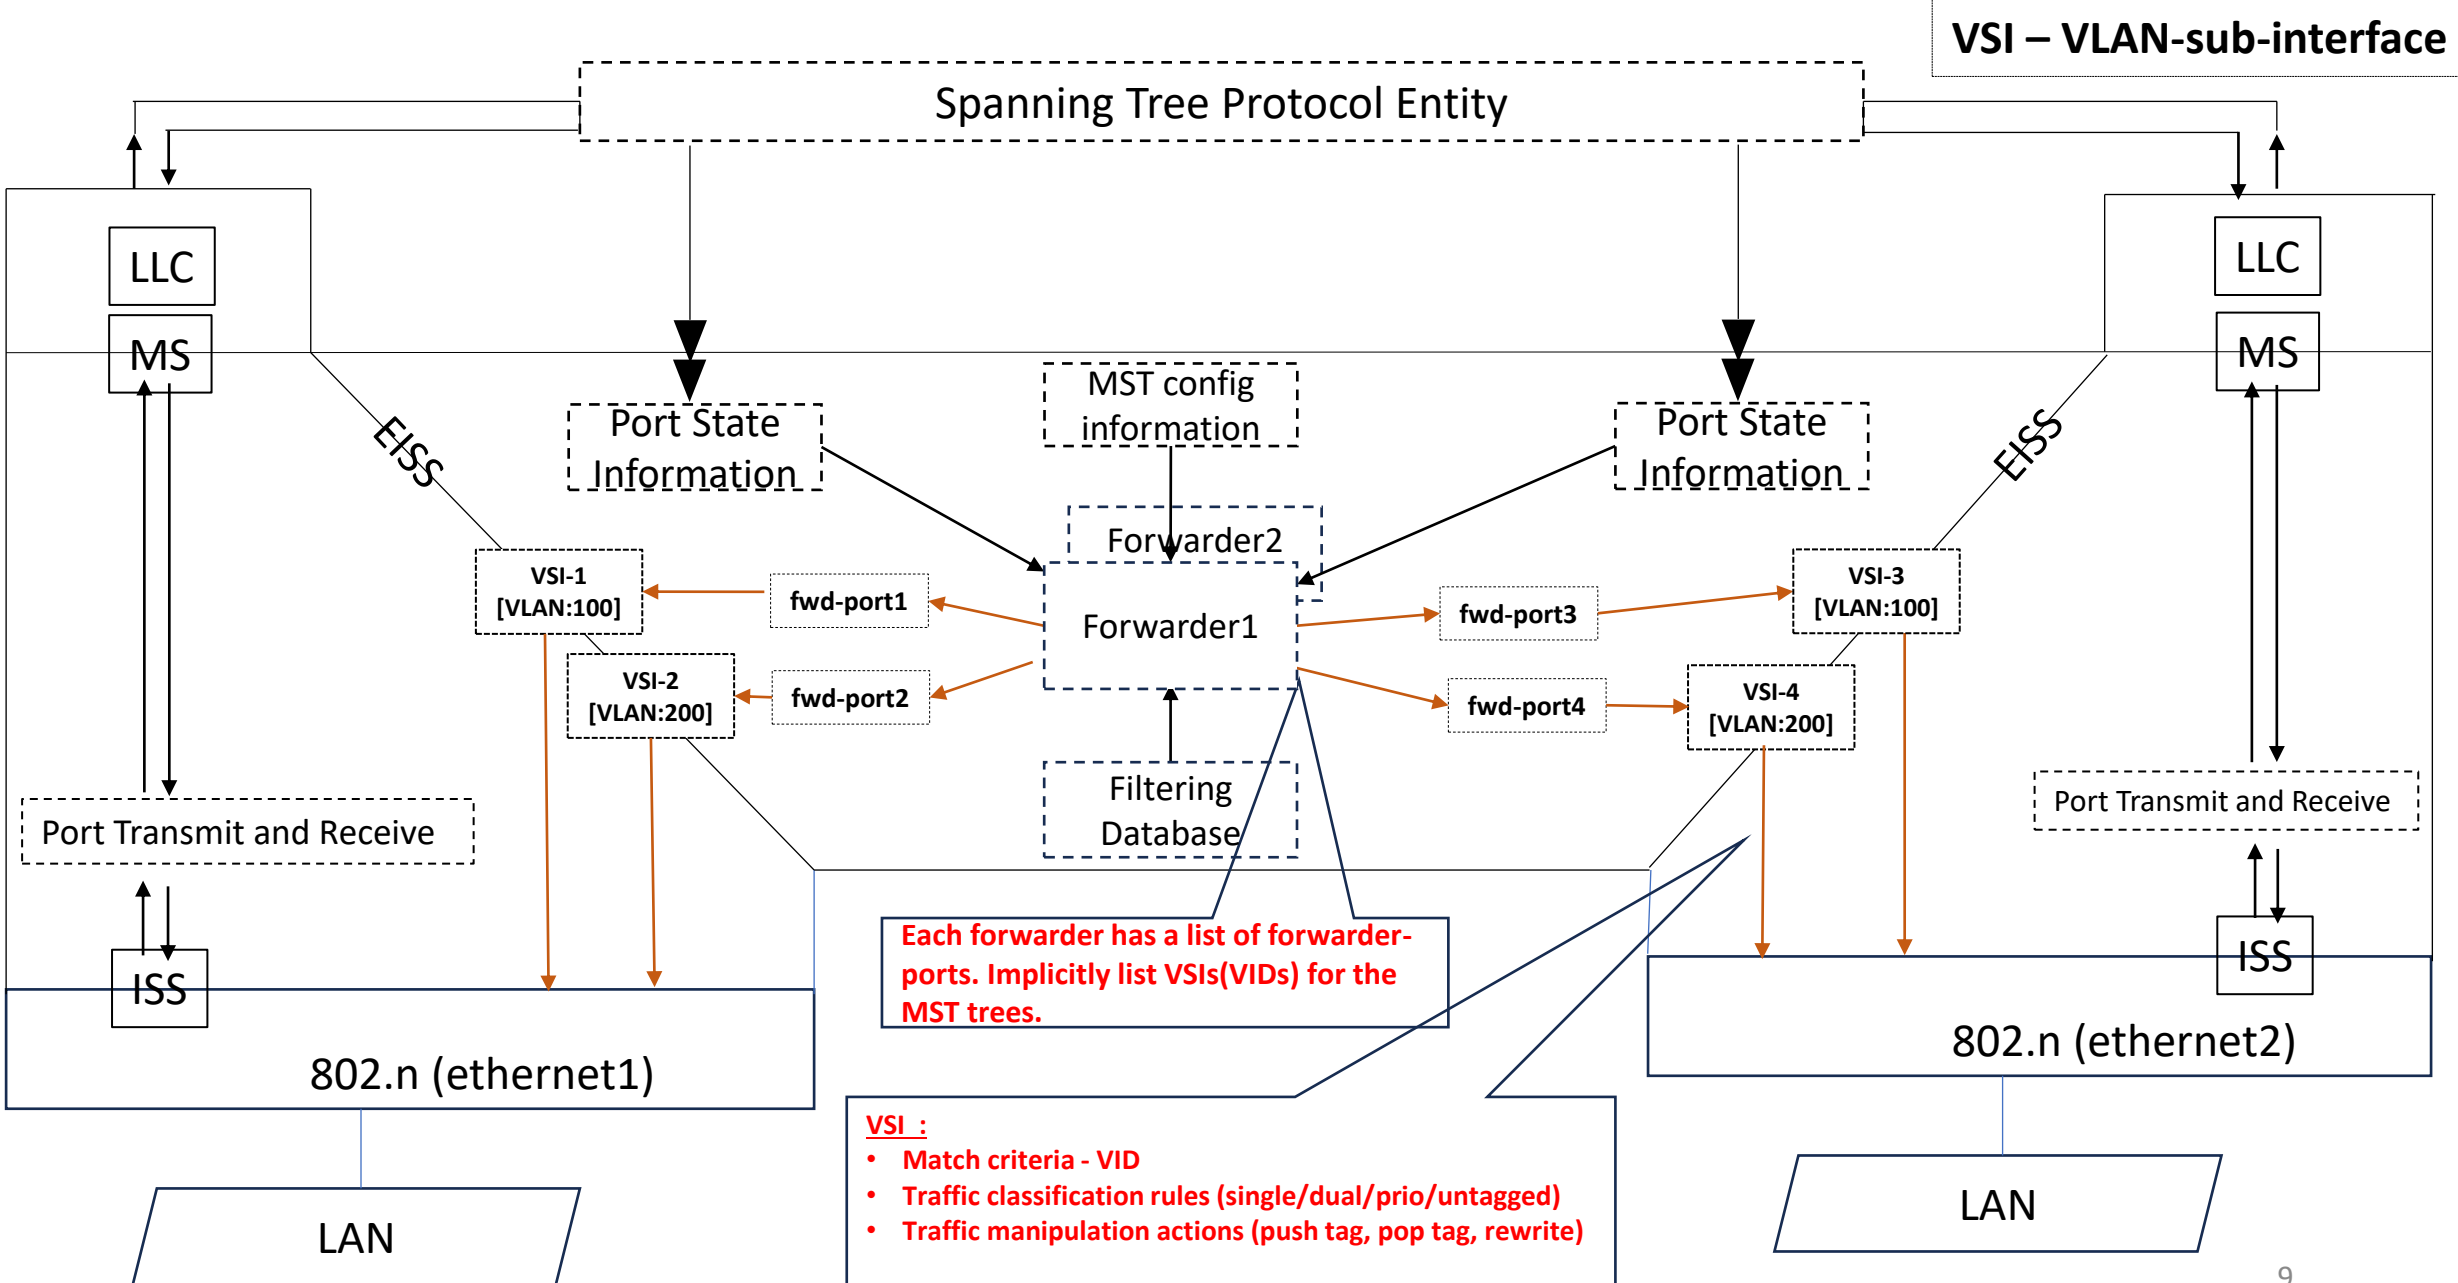 VSI – VLAN-sub-interface
Spanning Tree Protocol Entity
LLC
MS
LLC
MS
EISS
EISS
Port State
Information
MST config
information
Port State
Information
Forwarder2
Forwarder1
VSI-1
[VLAN:100]
fwd-port1
fwd-port3
VSI-3
[VLAN:100]
VSI-2
[VLAN:200]
fwd-port2
fwd-port4
VSI-4
[VLAN:200]
Filtering
Database
Port Transmit and Receive
Port Transmit and Receive
ISS
ISS
Each forwarder has a list of forwarder-
ports. Implicitly list VSIs(VIDs) for the
MST trees.
802.n (ethernet1)
802.n (ethernet2)
VSI :
• Match criteria - VID
• Traffic classification rules (single/dual/prio/untagged)
• Traffic manipulation actions (push tag, pop tag, rewrite)
LAN
LAN
9